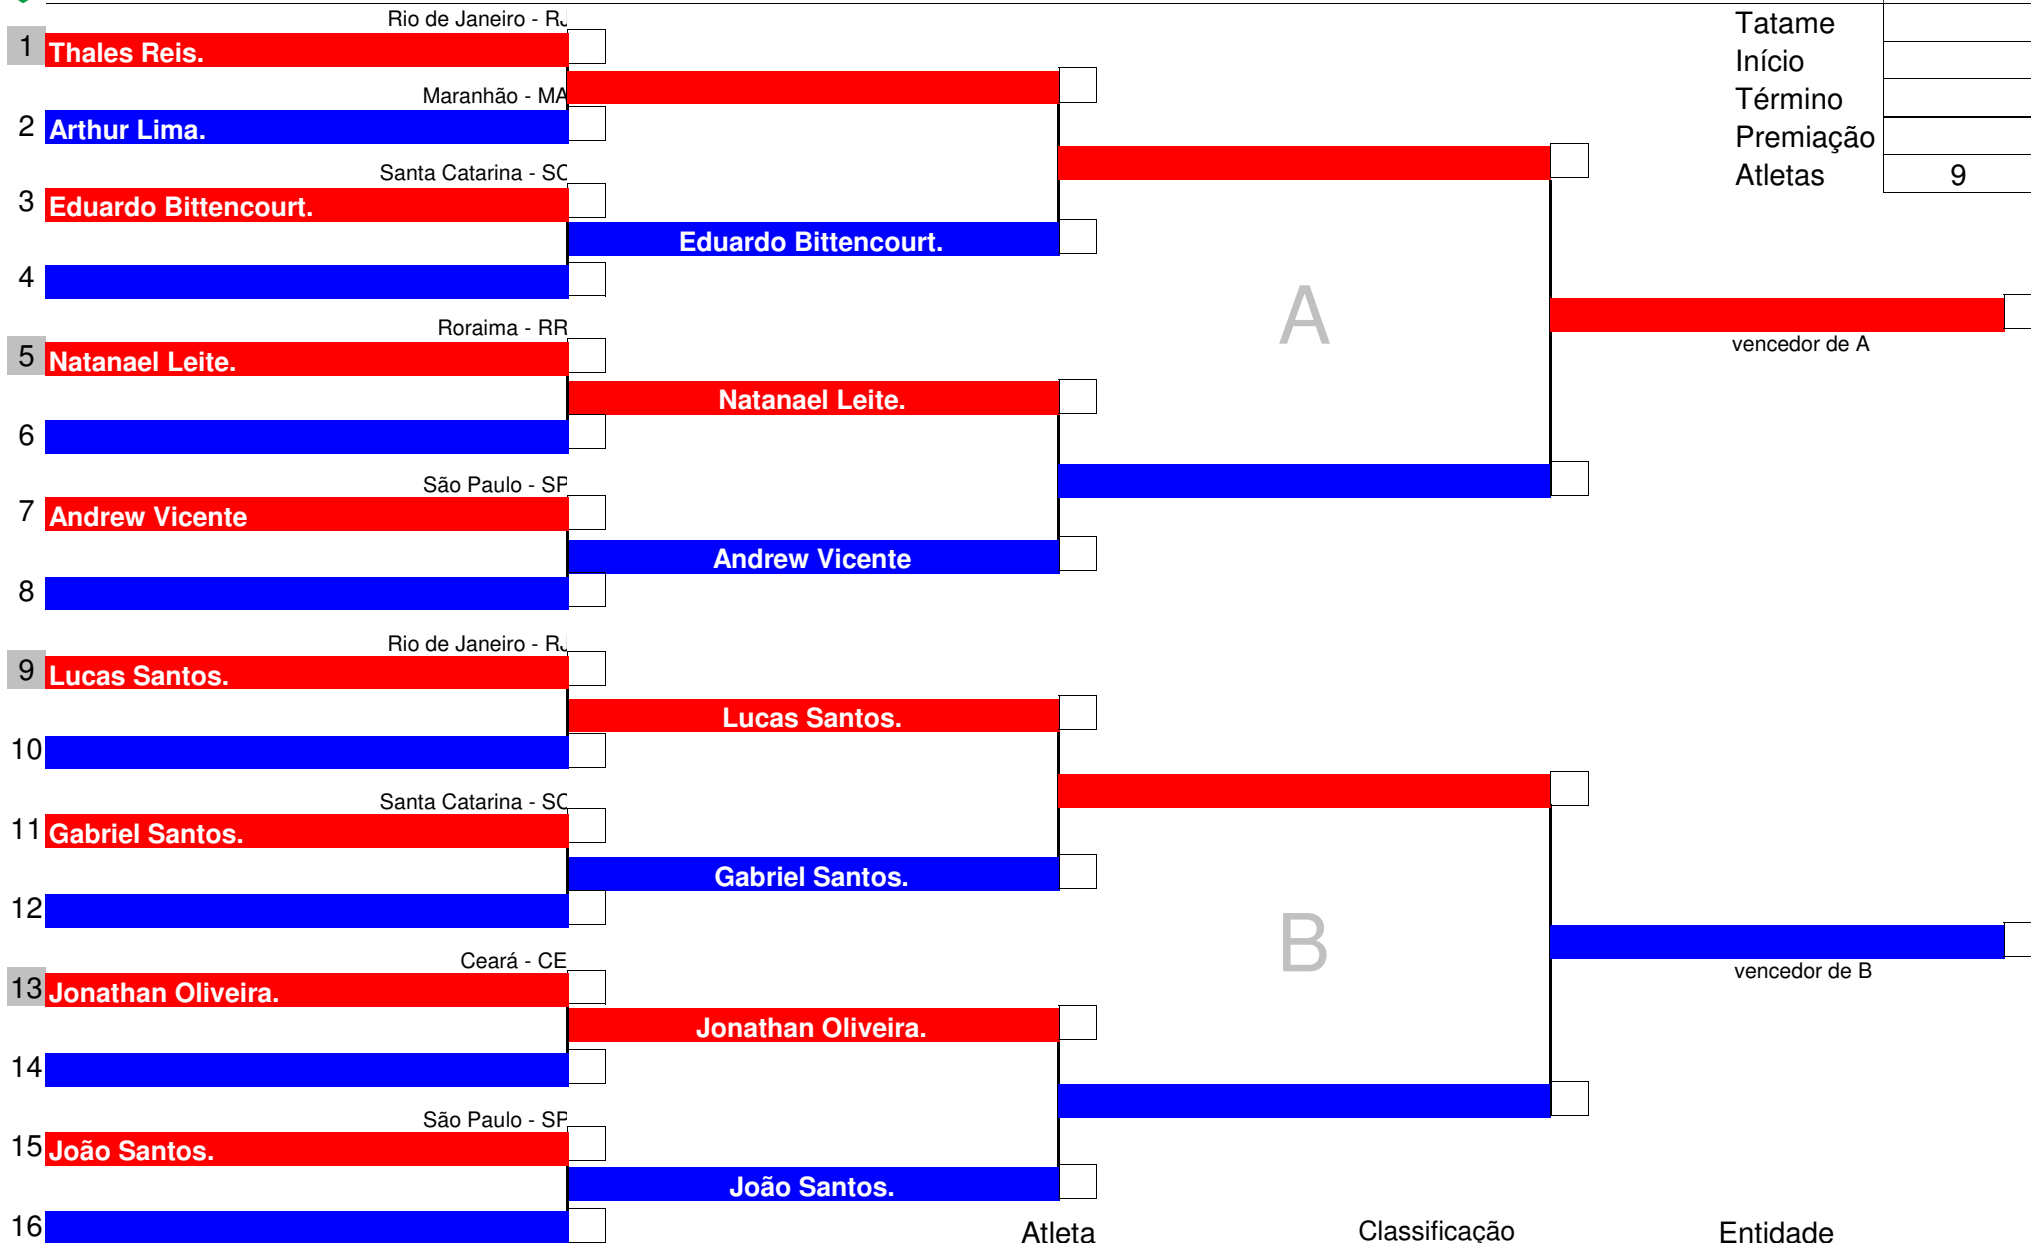 Rio de Janeiro - RJ
Tatame
1 Thales Reis.
Início
Maranhão - MA
Término
2 Arthur Lima.
Premiação
Santa Catarina - SC
Atletas 9
3 Eduardo Bittencourt.
Eduardo Bittencourt.
4
A
Roraima - RR
vencedor de A
5 Natanael Leite.
Natanael Leite.
6
São Paulo - SP
7 Andrew Vicente
Andrew Vicente
8
Rio de Janeiro - RJ
9 Lucas Santos.
Lucas Santos.
10
Santa Catarina - SC
11 Gabriel Santos.
Gabriel Santos.
12
B
Ceará - CE
vencedor de B
13 Jonathan Oliveira.
Jonathan Oliveira.
14
São Paulo - SP
15 João Santos.
João Santos.
16
Atleta Classificação Entidade